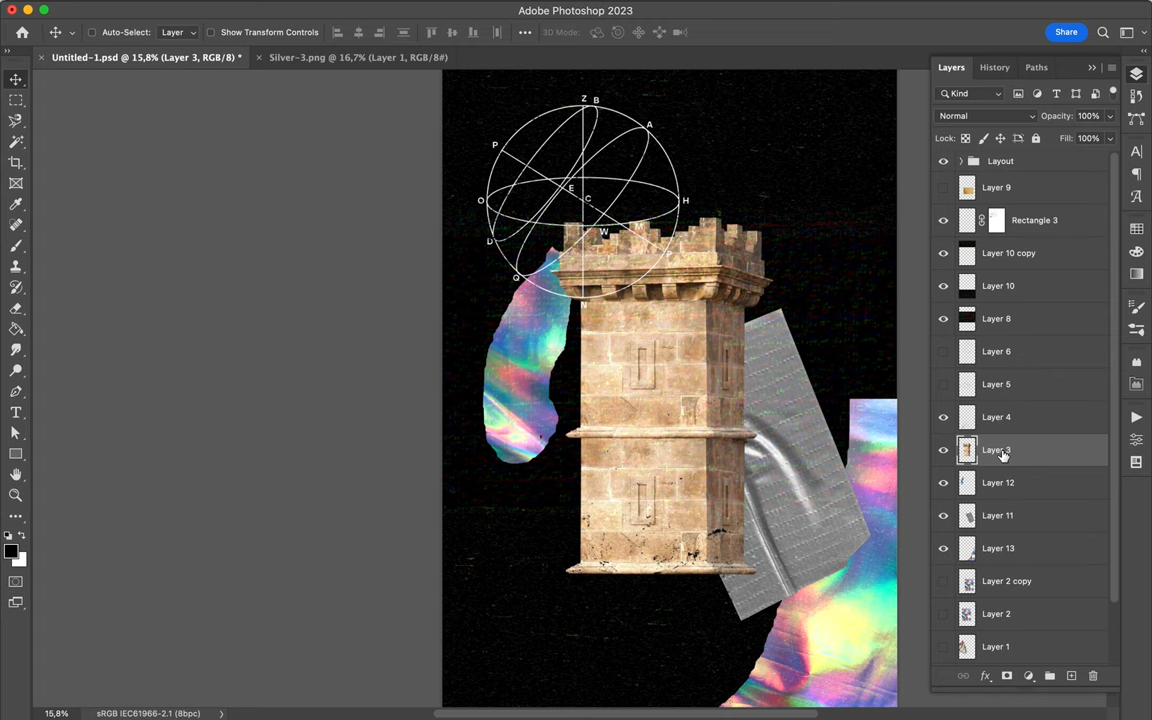 Adobe Photoshop 2023
Auto-Select:
Layer
Show Transform Controls
3D Mode:
Share
Untitled-1.psd @ 15,8% (Layer 3, RGB/8) *
Silver-3.png @ 16,7% (Layer 1, RGB/8#)
Layers
History
Paths
Kind
Normal
Opacity:
100%
Lock:
Fill:
100%
Layout
Layer 9
Rectangle 3
Layer 10 copy
Layer 10
Layer 8
Layer 6
Layer 5
Layer 4
Layer 3
Layer 12
Layer 11
Layer 13
Layer 2 copy
Layer 2
Layer 1
Z
B
A
P
E
C
O
H
W
M
D
P
Q
N
15,8%
sRGB IEC61966-2.1 (8bpc)